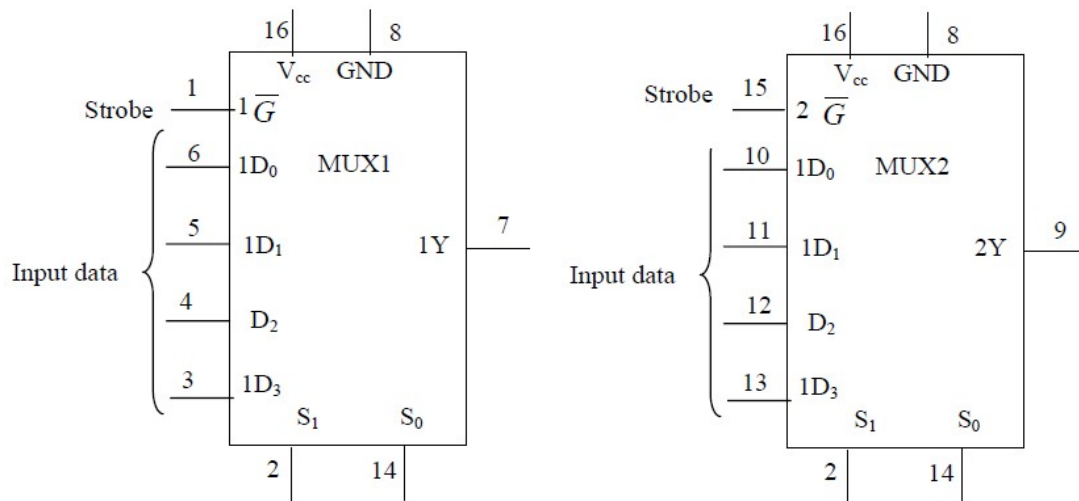 16 8
V_cc GND
1
Strobe 1 G̅
6 1D₀ MUX1
5 1D₁ 1Y 7
Input data
4 D₂
3 1D₃
S₁ S₀
2 14
16 8
V_cc GND
15
Strobe 2 G̅
10 1D₀ MUX2
11 1D₁ 2Y 9
Input data
12 D₂
13 1D₃
S₁ S₀
2 14